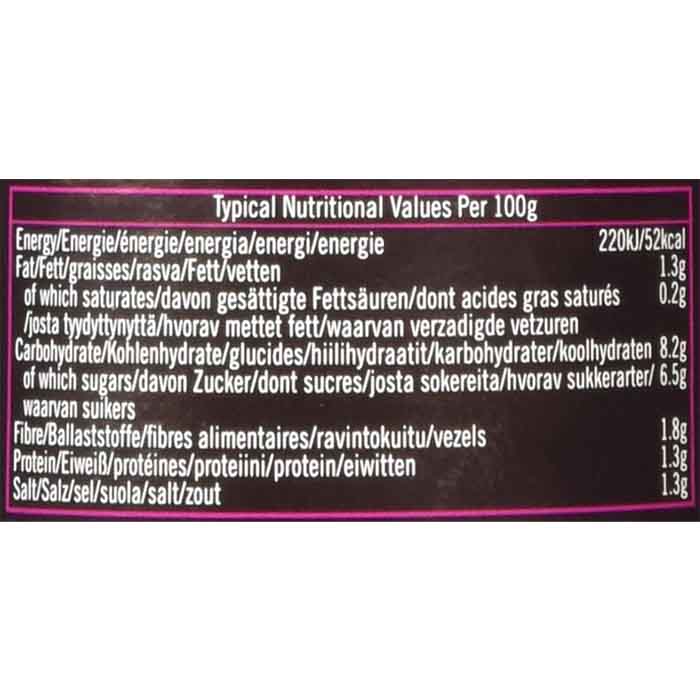 Typical Nutritional Values Per 100g
Energy/Energie/énergie/energia/energi/energie 220kJ/52kcal
Fat/Fett/graisses/rasva/Fett/vetten 1.3g
of which saturates/davon gesättigte Fettsäuren/dont acides gras saturés 0.2g
/josta tyydyttynyttä/hvorav mettet fett/waarvan verzadigde vetzuren
Carbohydrate/Kohlenhydrate/glucides/hiilihydraatit/karbohydrater/koolhydraten 8.2g
of which sugars/davon Zucker/dont sucres/josta sokereita/hvorav sukkerarter/ 6.5g
waarvan suikers
Fibre/Ballaststoffe/fibres alimentaires/ravintokuitu/vezels 1.8g
Protein/Eiweiß/protéines/proteiini/protein/eiwitten 1.3g
Salt/Salz/sel/suola/salt/zout 1.3g